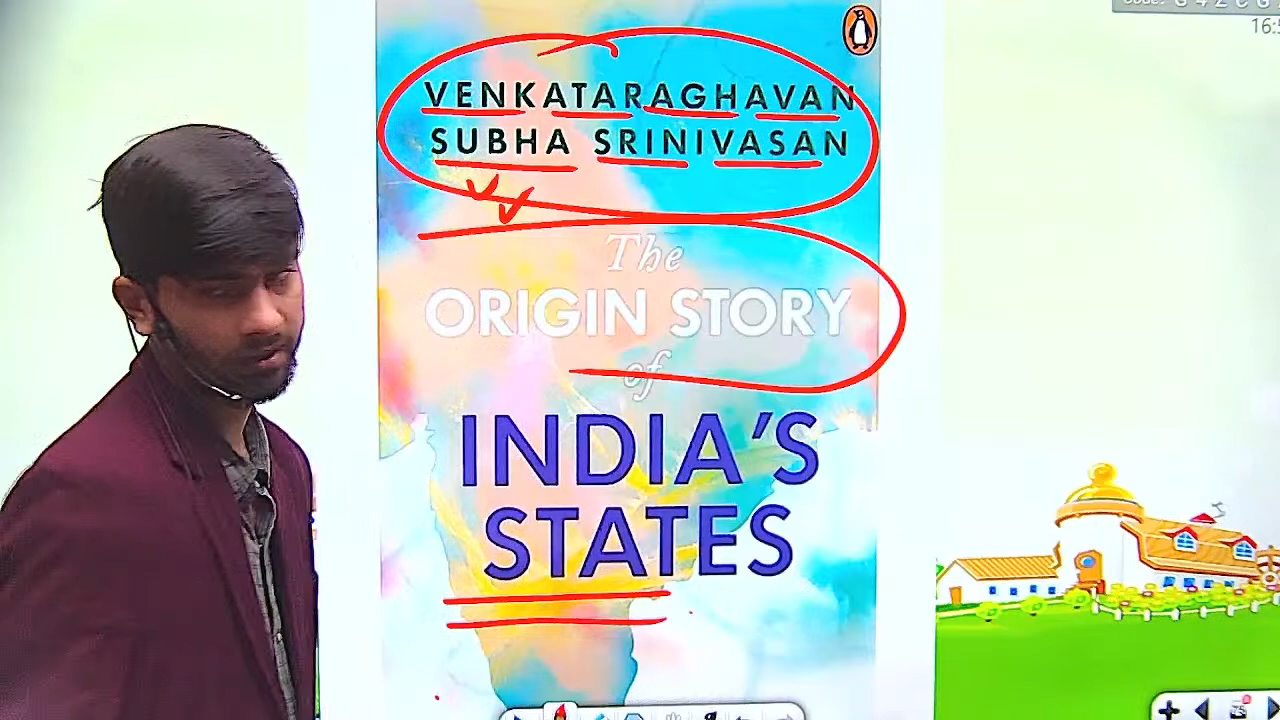 VENKATARAGHAVAN
SUBHA SRINIVASAN
The
ORIGIN STORY
of
INDIA'S
STATES